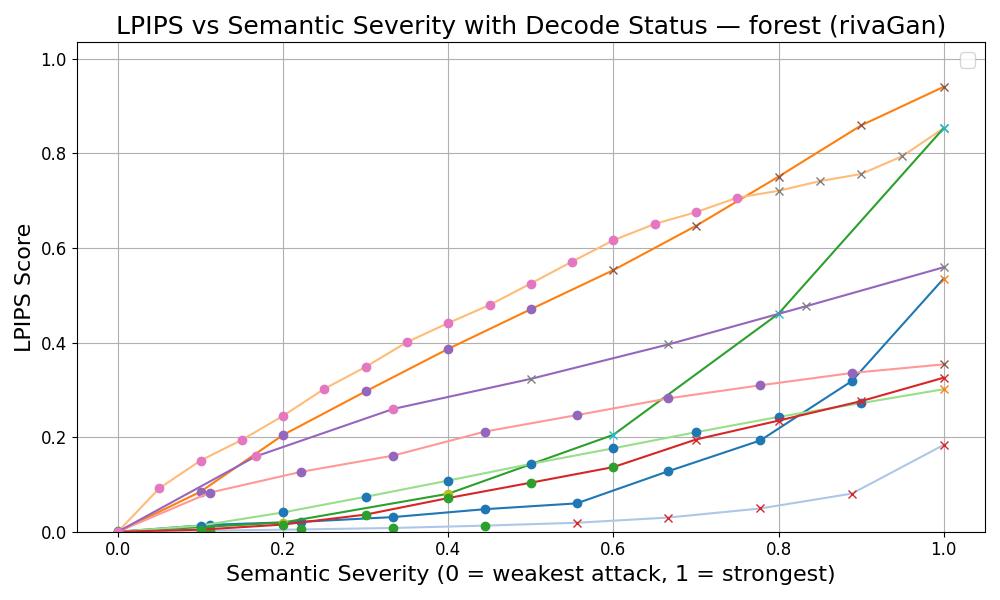 LPIPS vs Semantic Severity with Decode Status — forest (rivaGan)
LPIPS Score
1.0
0.8
0.6
0.4
0.2
0.0
0.0 0.2 0.4 0.6 0.8 1.0
Semantic Severity (0 = weakest attack, 1 = strongest)